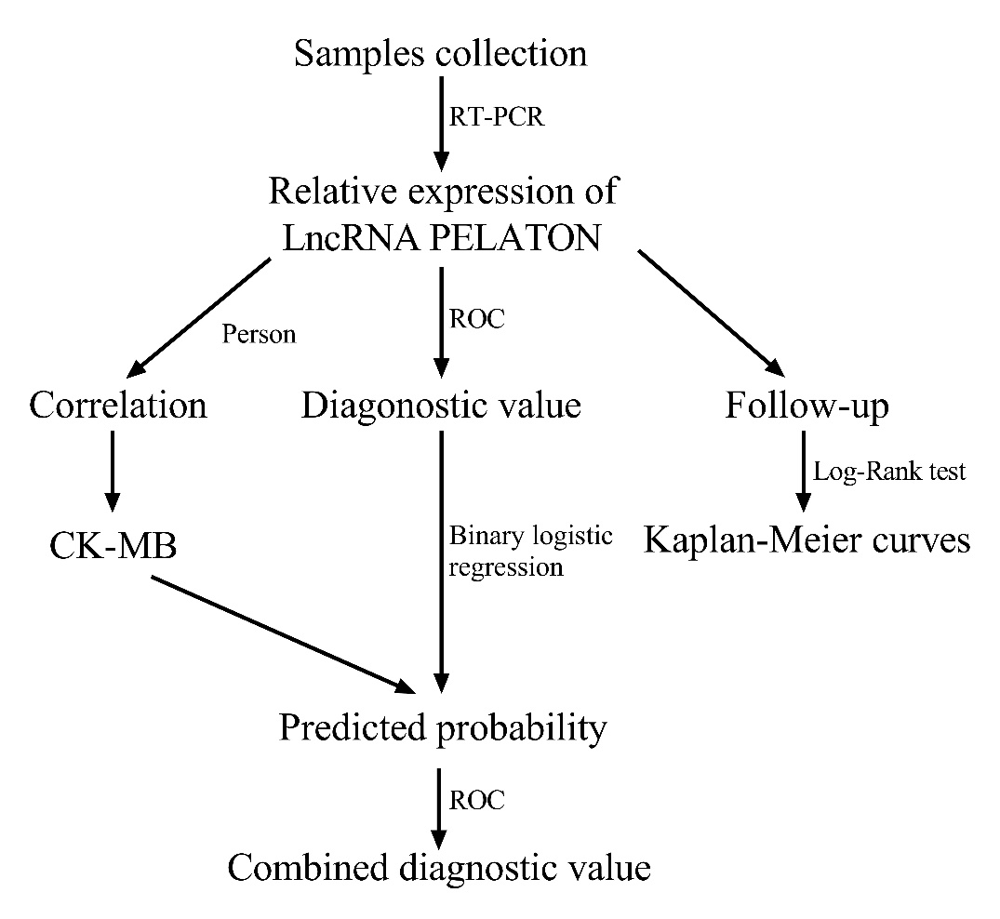 Samples collection
RT-PCR
Relative expression of
LncRNA PELATON
Person
ROC
Correlation
Diagonostic value
Follow-up
Log-Rank test
CK-MB
Binary logistic
regression
Kaplan-Meier curves
Predicted probability
ROC
Combined diagnostic value